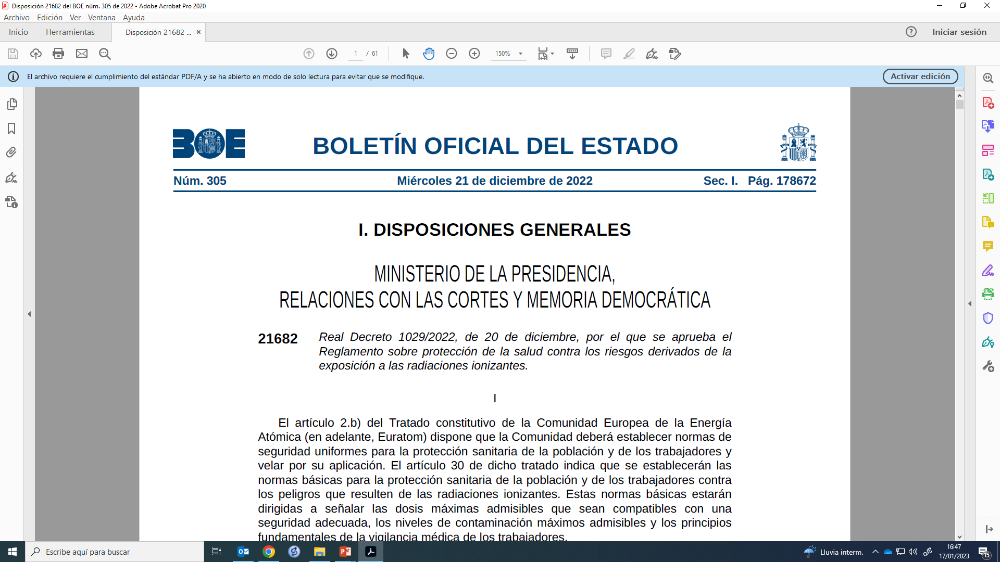 Disposición 21682 del BOE núm. 305 de 2022 - Adobe Acrobat Pro 2020
Archivo Edición Ver Ventana Ayuda
Inicio Herramientas Disposición 21682 ... × ? Iniciar sesión
1 / 61 150%
El archivo requiere el cumplimiento del estándar PDF/A y se ha abierto en modo de solo lectura para evitar que se modifique. Activar edición
BOE BOLETÍN OFICIAL DEL ESTADO
Núm. 305 Miércoles 21 de diciembre de 2022 Sec. I. Pág. 178672
I. DISPOSICIONES GENERALES
MINISTERIO DE LA PRESIDENCIA,
RELACIONES CON LAS CORTES Y MEMORIA DEMOCRÁTICA
21682 Real Decreto 1029/2022, de 20 de diciembre, por el que se aprueba el
Reglamento sobre protección de la salud contra los riesgos derivados de la
exposición a las radiaciones ionizantes.
I
El artículo 2.b) del Tratado constitutivo de la Comunidad Europea de la Energía
Atómica (en adelante, Euratom) dispone que la Comunidad deberá establecer normas de
seguridad uniformes para la protección sanitaria de la población y de los trabajadores y
velar por su aplicación. El artículo 30 de dicho tratado indica que se establecerán las
normas básicas para la protección sanitaria de la población y de los trabajadores contra
los peligros que resulten de las radiaciones ionizantes. Estas normas básicas estarán
dirigidas a señalar las dosis máximas admisibles que sean compatibles con una
seguridad adecuada, los niveles de contaminación máximos admisibles y los principios
fundamentales de la vigilancia médica de los trabajadores.
Escribe aquí para buscar Lluvia interm. 16:47
17/01/2023 15